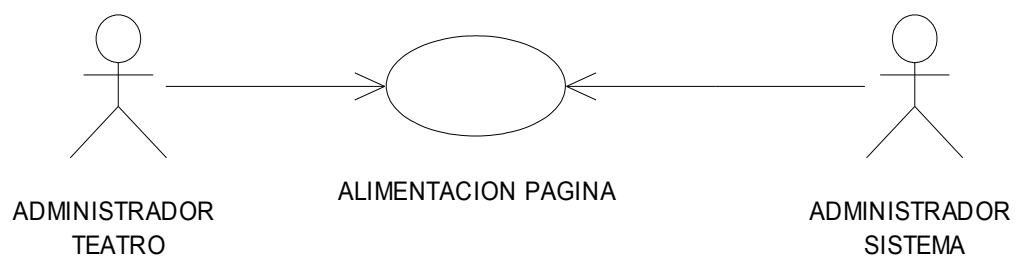 ALIMENTACION PAGINA
ADMINISTRADOR
TEATRO
ADMINISTRADOR
SISTEMA